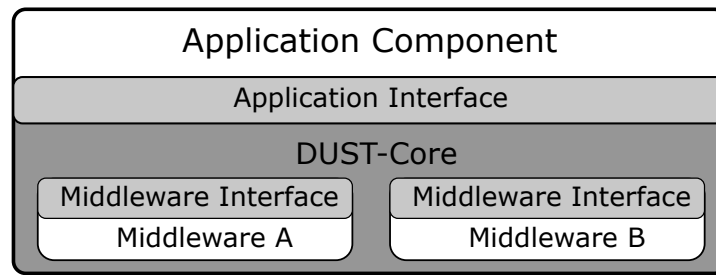 Application Component
Application Interface
DUST-Core
Middleware Interface Middleware Interface
Middleware A Middleware B